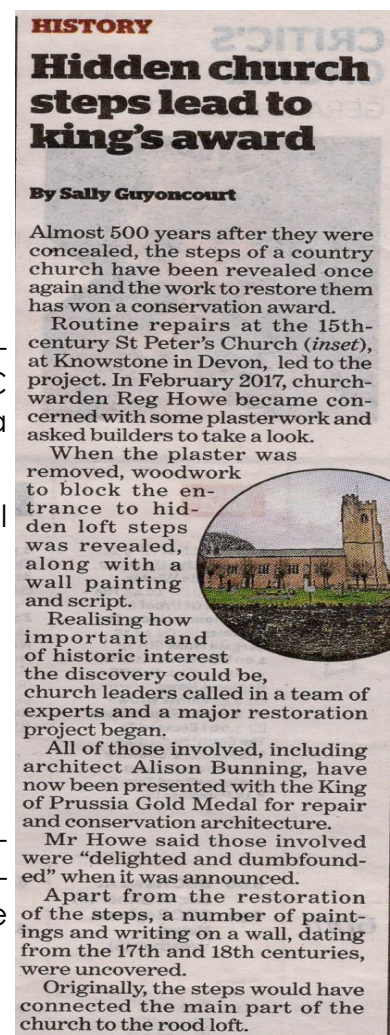 HISTORY
Hidden church
steps lead to
king's award
By Sally Guyoncourt
Almost 500 years after they were
concealed, the steps of a country
church have been revealed once
again and the work to restore them
has won a conservation award.
Routine repairs at the 15th-
century St Peter's Church (inset),
at Knowstone in Devon, led to the
project. In February 2017, church-
warden Reg Howe became con-
cerned with some plasterwork and
asked builders to take a look.
When the plaster was
removed, woodwork
to block the en-
trance to hid-
den loft steps
was revealed,
along with a
wall painting
and script.
Realising how
important and
of historic interest
the discovery could be,
church leaders called in a team of
experts and a major restoration
project began.
All of those involved, including
architect Alison Bunning, have
now been presented with the King
of Prussia Gold Medal for repair
and conservation architecture.
Mr Howe said those involved
were "delighted and dumbfound-
ed" when it was announced.
Apart from the restoration
of the steps, a number of paint-
ings and writing on a wall, dating
from the 17th and 18th centuries,
were uncovered.
Originally, the steps would have
connected the main part of the
church to the rood loft.